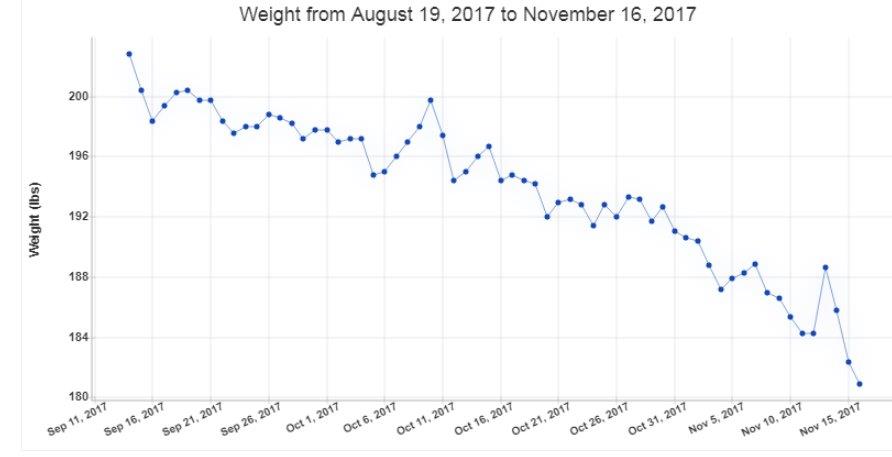 Weight from August 19, 2017 to November 16, 2017
Weight (lbs)
200
196
192
188
184
180
Sep 11, 2017
Sep 16, 2017
Sep 21, 2017
Sep 26, 2017
Oct 1, 2017
Oct 6, 2017
Oct 11, 2017
Oct 16, 2017
Oct 21, 2017
Oct 26, 2017
Oct 31, 2017
Nov 5, 2017
Nov 10, 2017
Nov 15, 2017